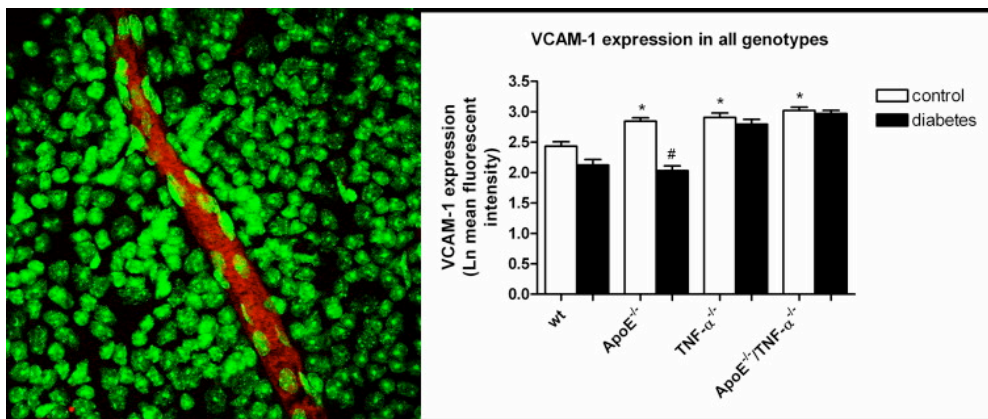 VCAM-1 expression in all genotypes
VCAM-1 expression
(Ln mean fluorescent
intensity)
3.5
3.0
2.5
2.0
1.5
1.0
0.5
0.0
*
#
*
*
control
diabetes
wt
ApoE⁻/⁻
TNF-α⁻/⁻
ApoE⁻/⁻/TNF-α⁻/⁻